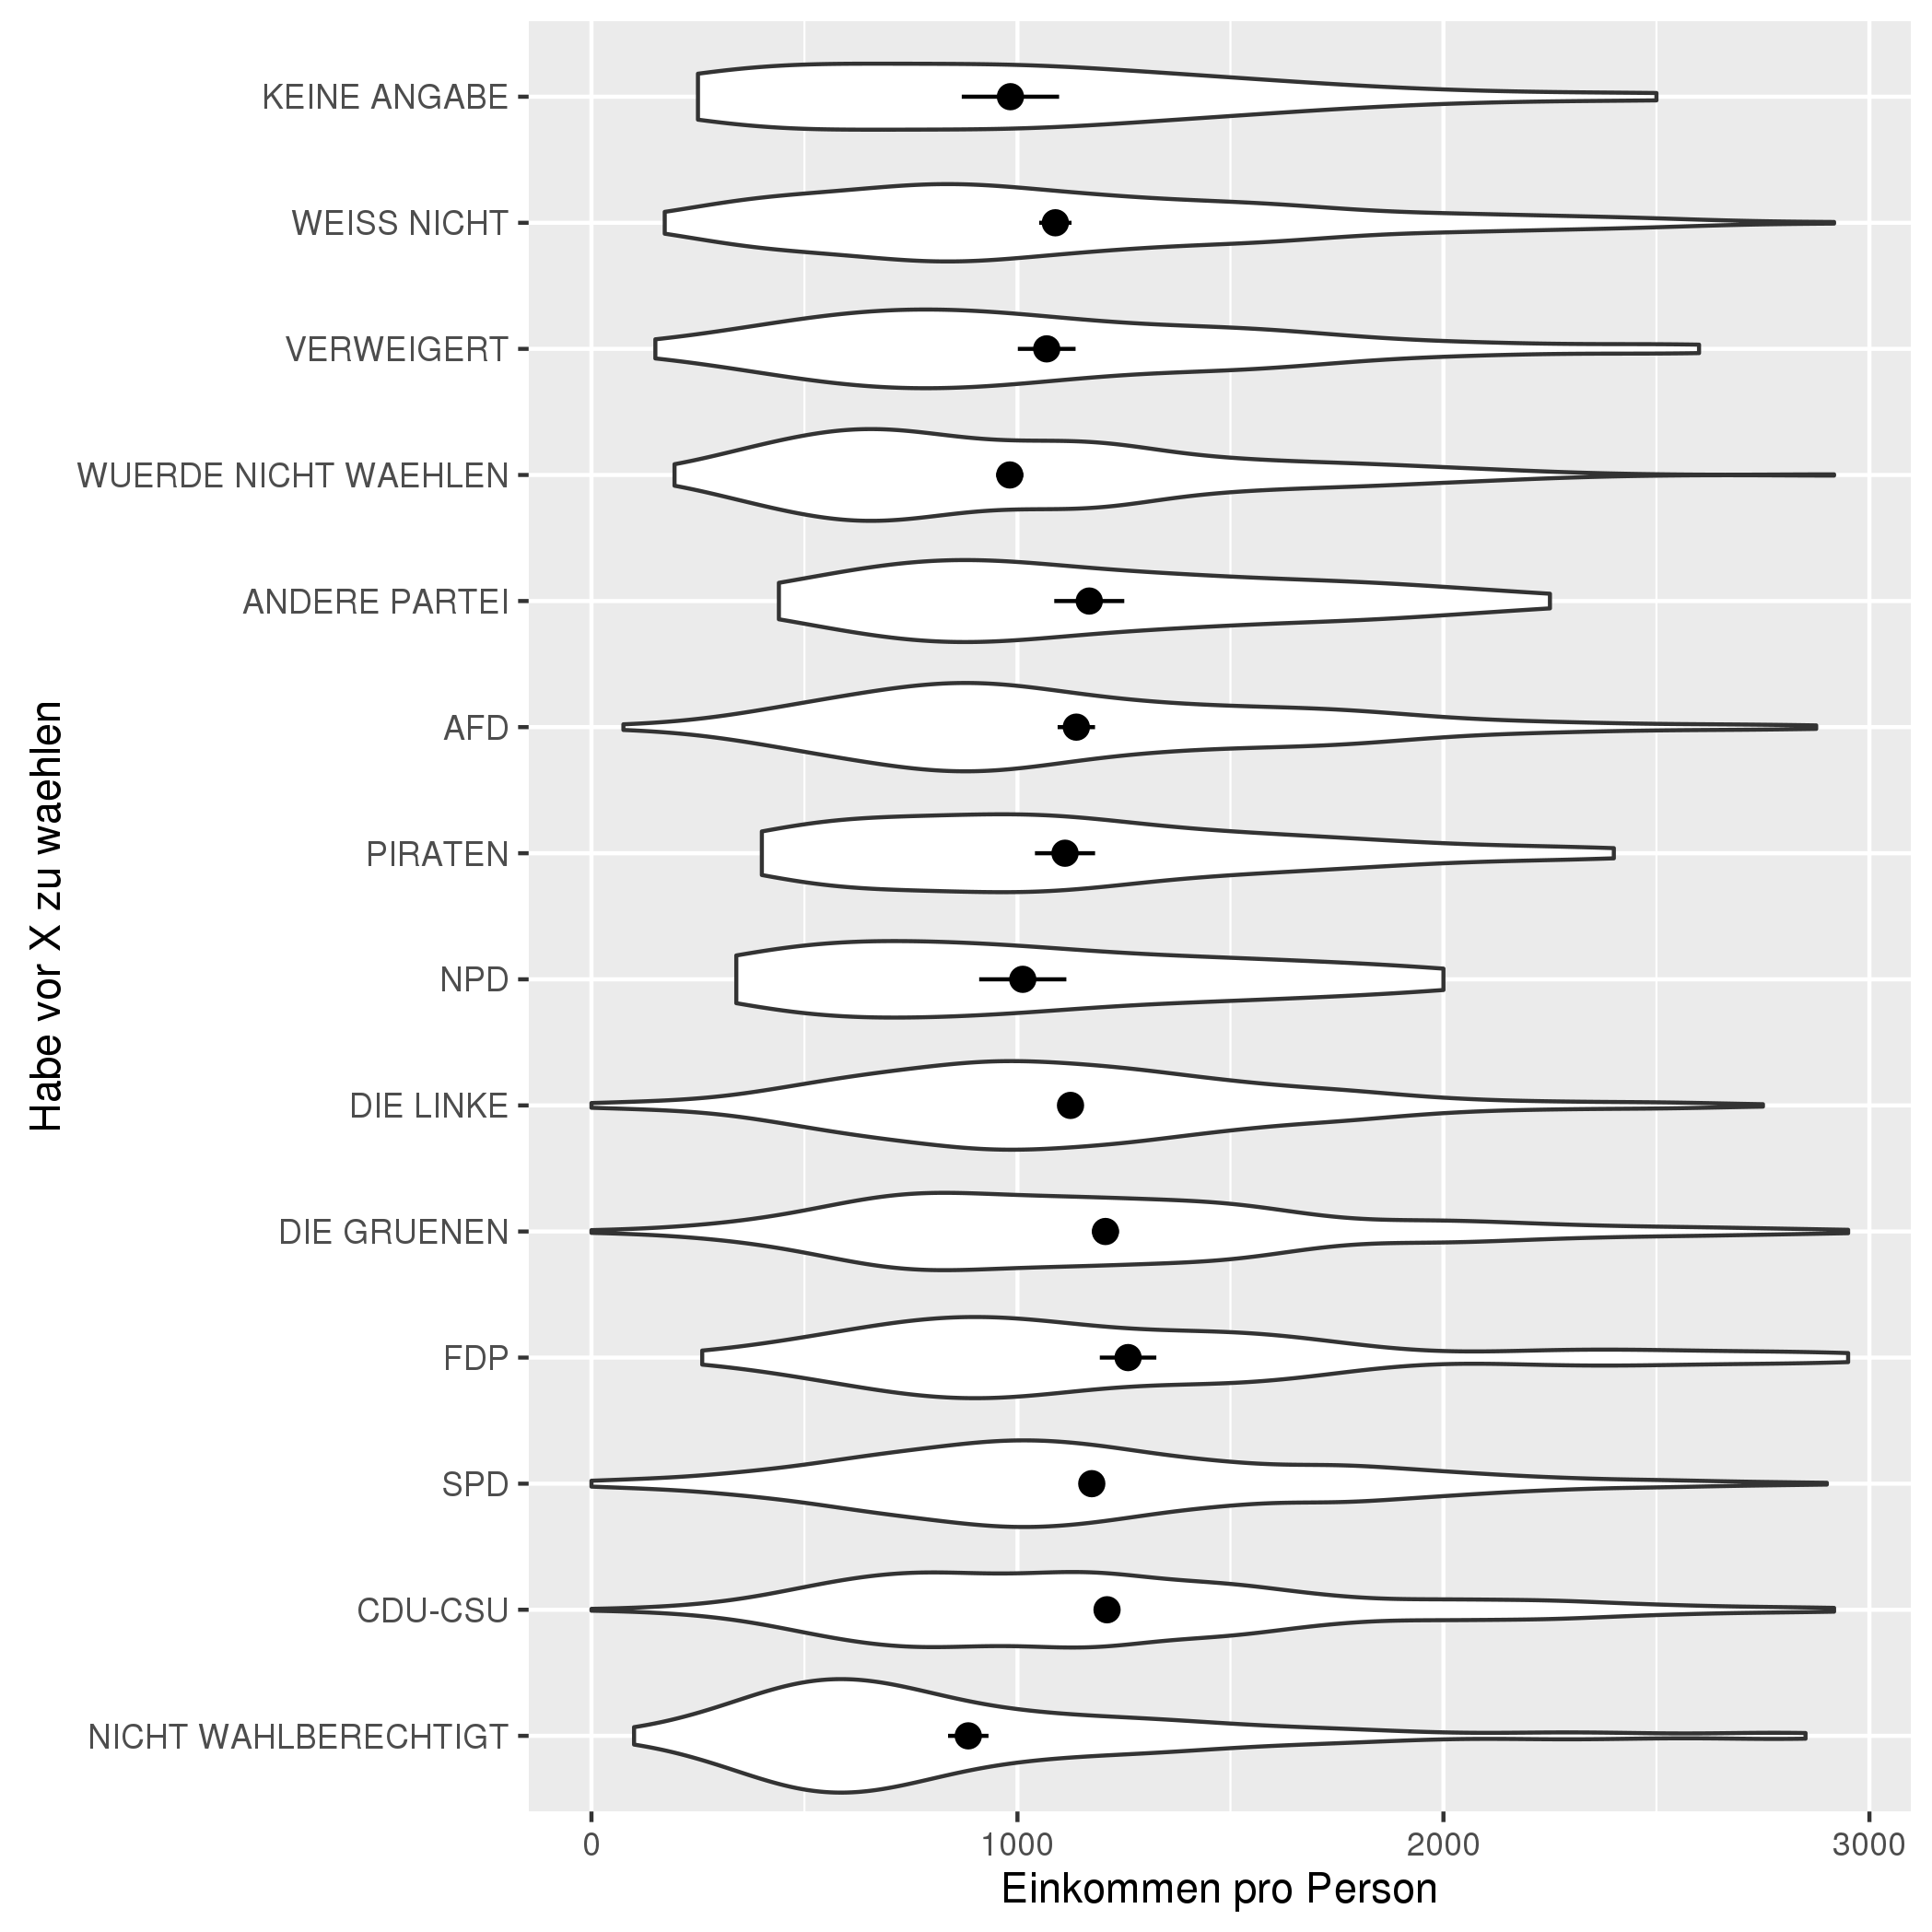 KEINE ANGABE
WEISS NICHT
VERWEIGERT
WUERDE NICHT WAEHLEN
ANDERE PARTEI
AFD
PIRATEN
NPD
DIE LINKE
DIE GRUENEN
FDP
SPD
CDU-CSU
NICHT WAHLBERECHTIGT
Habe vor X zu waehlen
0 1000 2000 3000
Einkommen pro Person